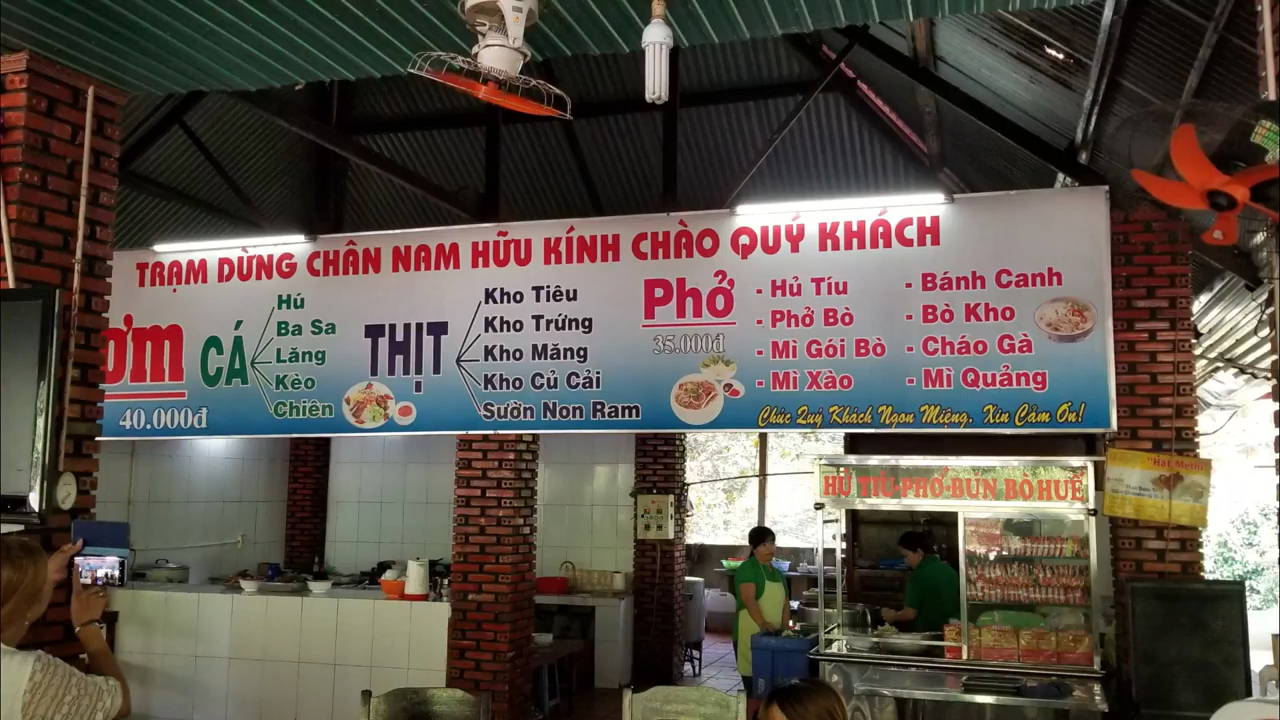 TRẠM DỪNG CHÂN NAM HỮU KÍNH CHÀO QUÝ KHÁCH
ơm
40.000đ
CÁ
Hú
Ba Sa
Lăng
Kèo
Chiên
THỊT
Kho Tiêu
Kho Trứng
Kho Măng
Kho Củ Cải
Sườn Non Ram
Phở
35.000đ
- Hủ Tíu
- Phở Bò
- Mì Gói Bò
- Mì Xào
- Bánh Canh
- Bò Kho
- Cháo Gà
- Mì Quảng
Chúc Quý Khách Ngon Miệng. Xin Cảm Ơn!
HỦ TIÚ-PHỞ-BÚN BÒ HUẾ